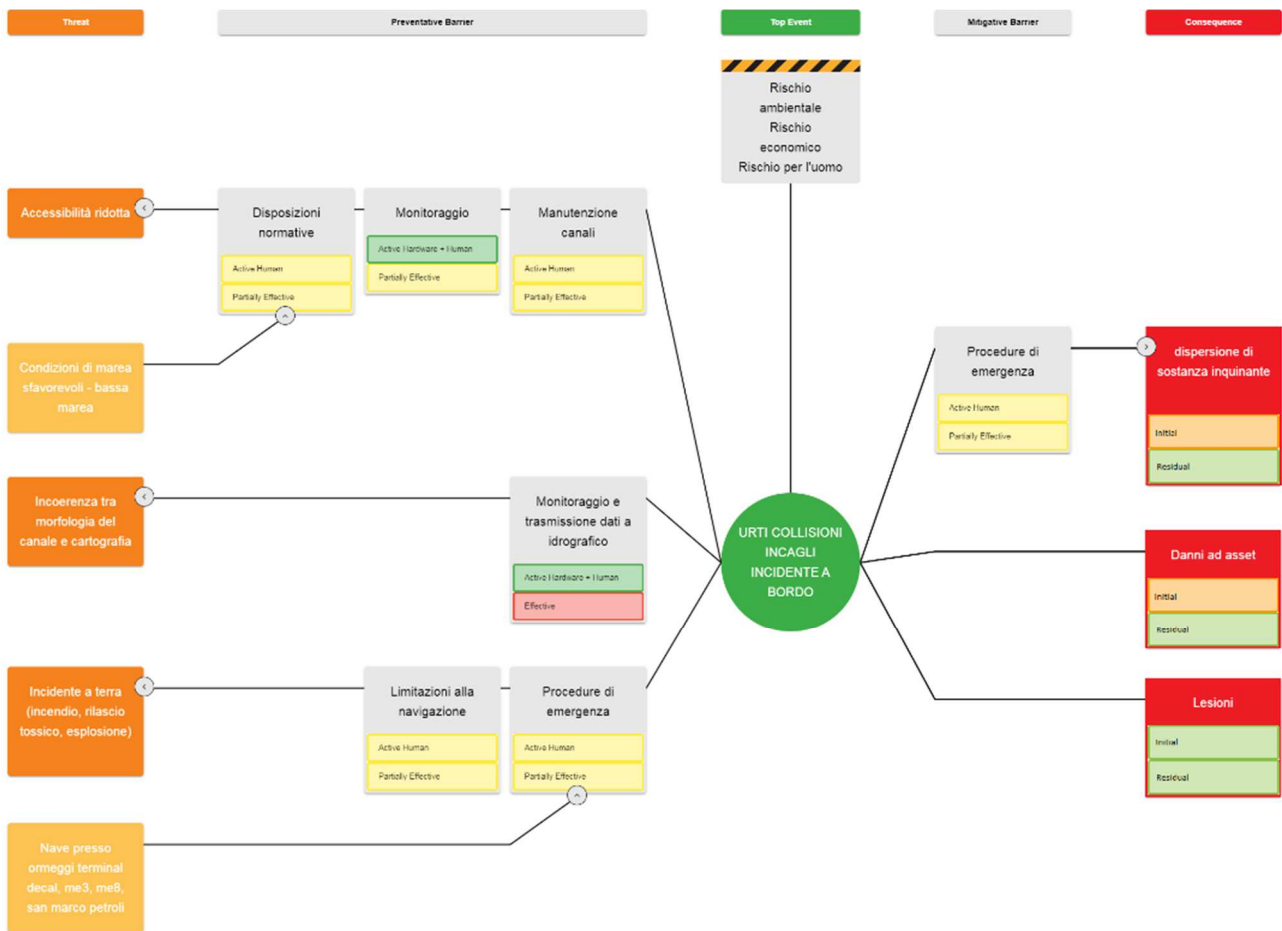 Threat
Preventative Barrier
Top Event
Mitigative Barrier
Consequence
Rischio
ambientale
Rischio
economico
Rischio per l'uomo
Accessibilità ridotta
Disposizioni
normative
Active Human
Partially Effective
Monitoraggio
Active Hardware + Human
Partially Effective
Manutenzione
canali
Active Human
Partially Effective
Condizioni di marea
sfavorevoli - bassa
marea
Procedure di
emergenza
Active Human
Partially Effective
dispersione di
sostanza inquinante
Initial
Residual
Incoerenza tra
morfologia del
canale e cartografia
Monitoraggio e
trasmissione dati a
idrografico
Active Hardware + Human
Effective
URTI COLLISIONI
INCAGLI
INCIDENTE A
BORDO
Danni ad asset
Initial
Residual
Incidente a terra
(incendio, rilascio
tossico, esplosione)
Limitazioni alla
navigazione
Active Human
Partially Effective
Procedure di
emergenza
Active Human
Partially Effective
Lesioni
Initial
Residual
Nave presso
ormeggi terminal
decal, me3, me8,
san marco petroli